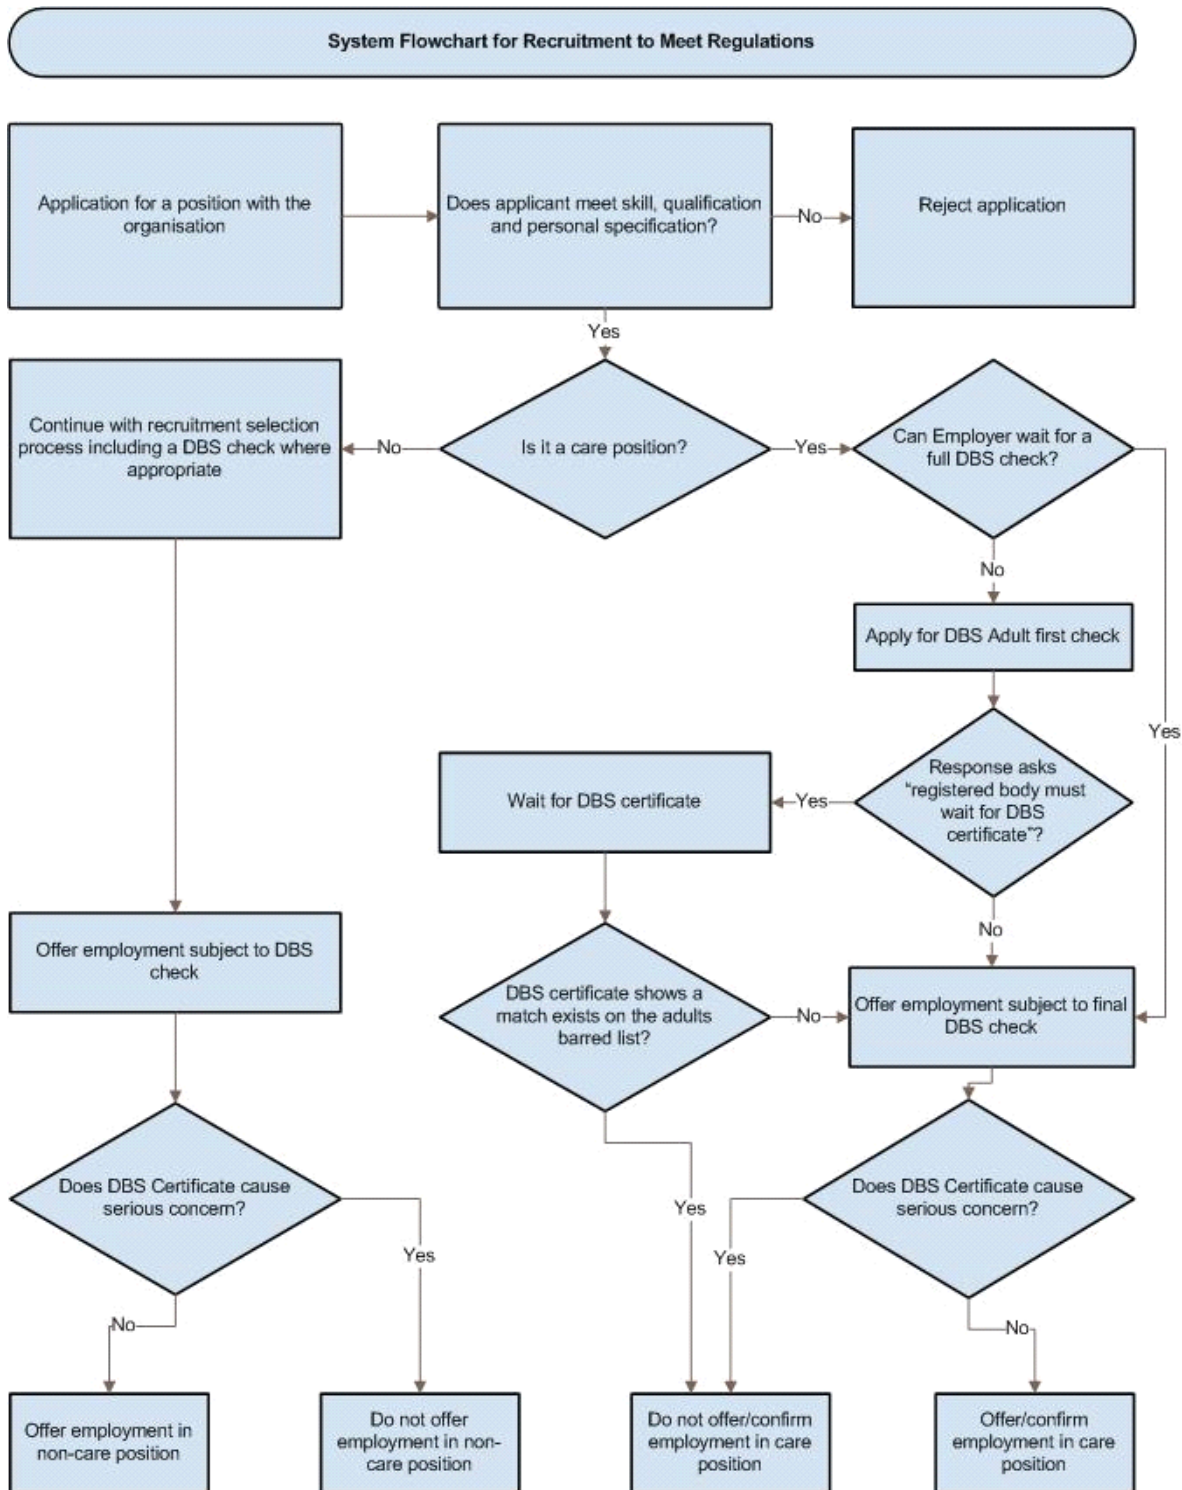 System Flowchart for Recruitment to Meet Regulations
Application for a position with the
organisation
Does applicant meet skill, qualification
and personal specification?
No
Reject application
Yes
Continue with recruitment selection
process including a DBS check where
appropriate
No
Is it a care position?
Yes
Can Employer wait for a
full DBS check?
No
Apply for DBS Adult first check
Yes
Wait for DBS certificate
Yes
Response asks
“registered body must
wait for DBS
certificate”?
No
Offer employment subject to DBS
check
DBS certificate shows a
match exists on the adults
barred list?
No
Offer employment subject to final
DBS check
Does DBS Certificate cause
serious concern?
Yes
Yes
Yes
Does DBS Certificate cause
serious concern?
No
No
Offer employment in
non-care position
Do not offer
employment in non-
care position
Do not offer/confirm
employment in care
position
Offer/confirm
employment in care
position